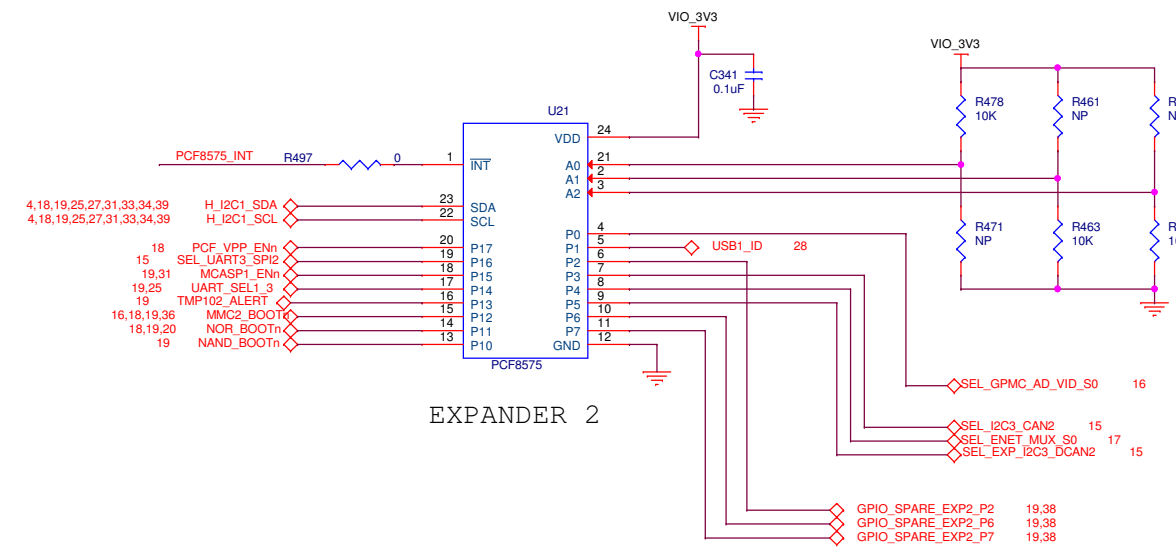 VIO_3V3
VIO_3V3
C341
0.1uF
R478
10K
R461
NP
U21
VDD 24
PCF8575_INT R497 0 1 INT
A0 21
A1 2
A2 3
4,18,19,25,27,31,33,34,39 H_I2C1_SDA 23 SDA
4,18,19,25,27,31,33,34,39 H_I2C1_SCL 22 SCL
R471
NP
R463
10K
P0 4
18 PCF_VPP_ENn 20 P17
P1 5 USB1_ID 28
15 SEL_UART3_SPI2 19 P16
P2 6
19,31 MCASP1_ENn 18 P15
P3 7
19,25 UART_SEL1_3 17 P14
P4 8
19 TMP102_ALERT 16 P13
P5 9
16,18,19,36 MMC2_BOOTn 15 P12
P6 10
18,19,20 NOR_BOOTn 14 P11
P7 11
19 NAND_BOOTn 13 P10
GND 12
PCF8575
EXPANDER 2
SEL_GPMC_AD_VID_S0 16
SEL_I2C3_CAN2 15
SEL_ENET_MUX_S0 17
SEL_EXP_I2C3_DCAN2 15
GPIO_SPARE_EXP2_P2 19,38
GPIO_SPARE_EXP2_P6 19,38
GPIO_SPARE_EXP2_P7 19,38